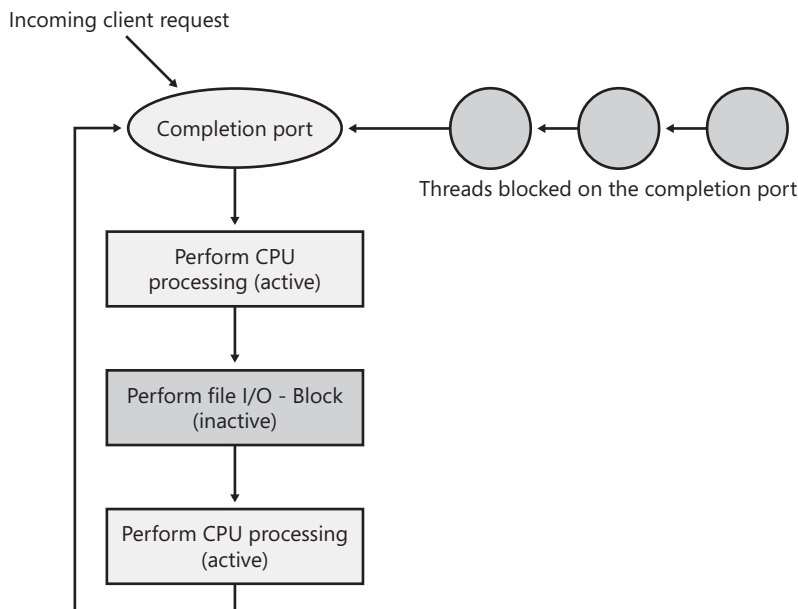 Incoming client request
Completion port
Threads blocked on the completion port
Perform CPU
processing (active)
Perform file I/O - Block
(inactive)
Perform CPU processing
(active)